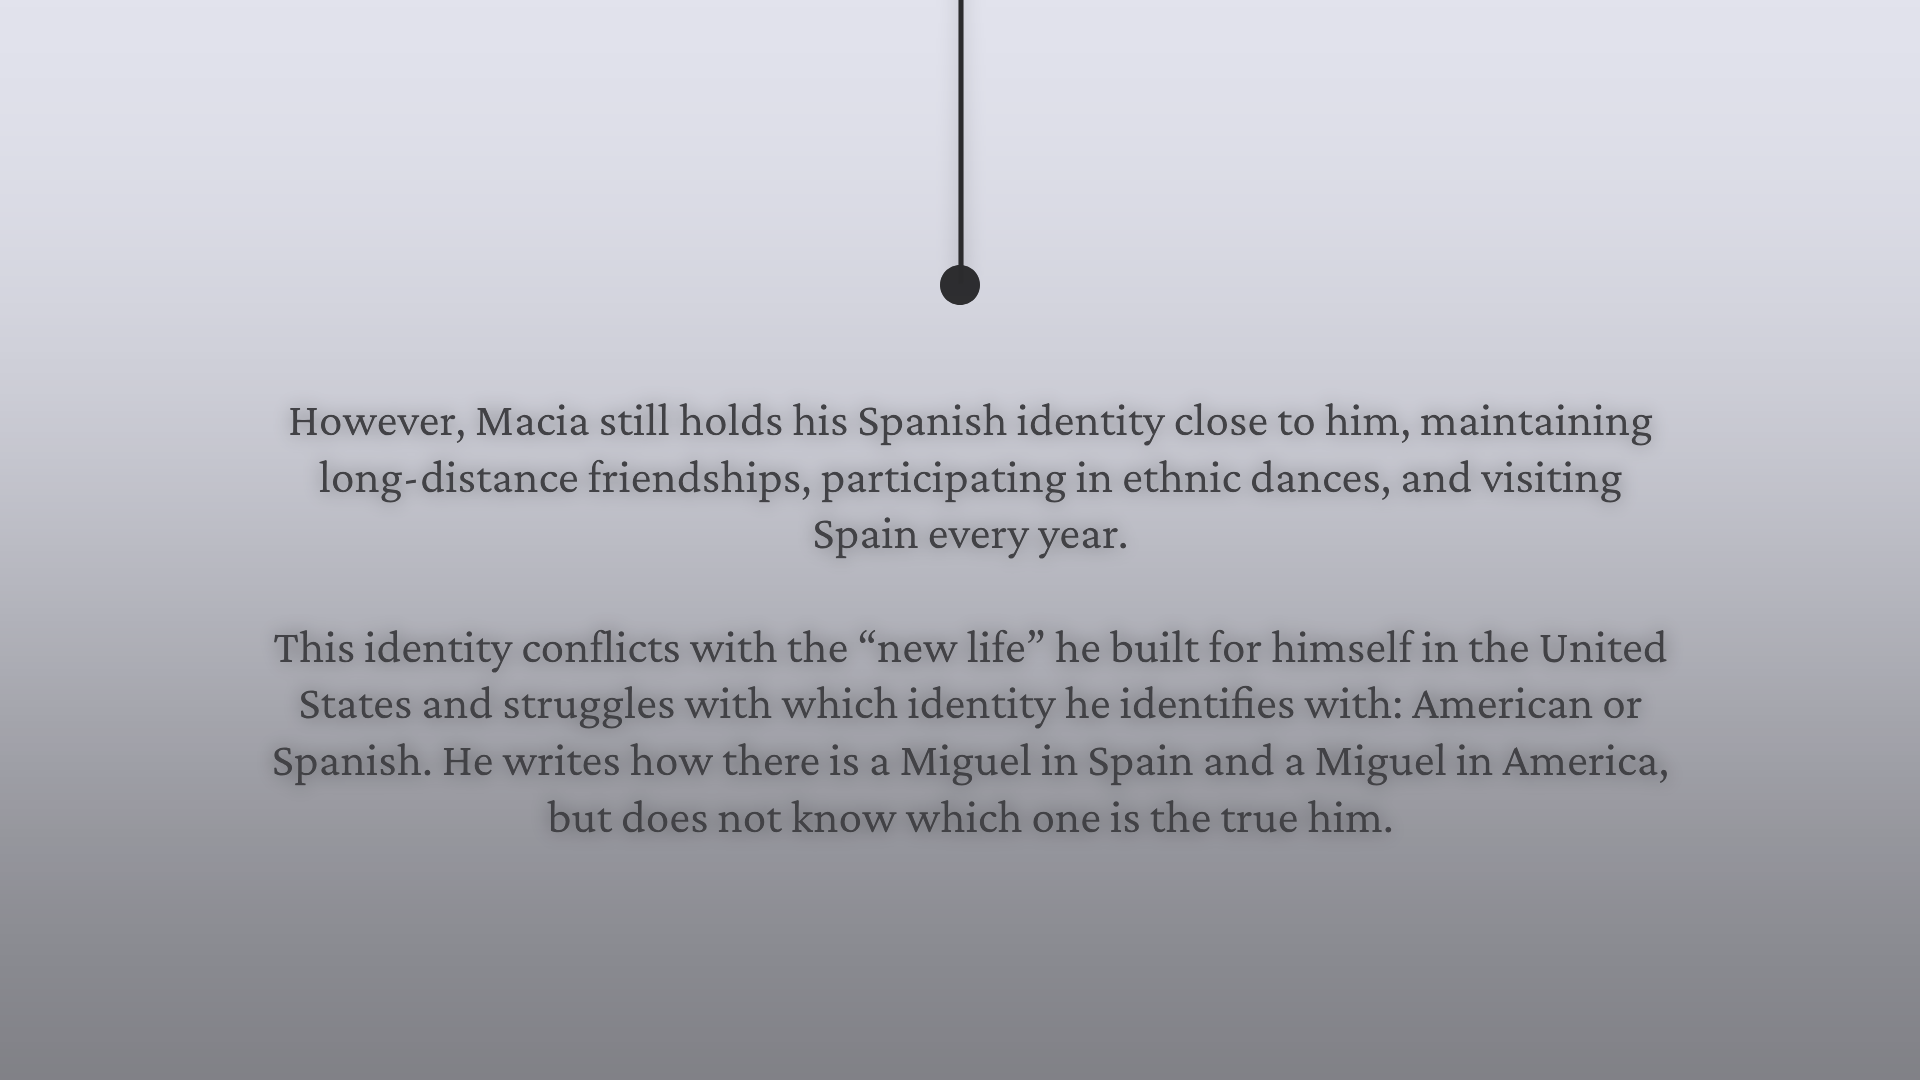 However, Macia still holds his Spanish identity close to him, maintaining
long-distance friendships, participating in ethnic dances, and visiting
Spain every year.
This identity conflicts with the “new life” he built for himself in the United
States and struggles with which identity he identifies with: American or
Spanish. He writes how there is a Miguel in Spain and a Miguel in America,
but does not know which one is the true him.